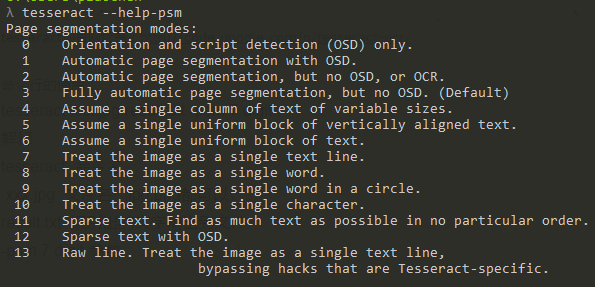 λ tesseract --help-psm
Page segmentation modes:
0 Orientation and script detection (OSD) only.
1 Automatic page segmentation with OSD.
2 Automatic page segmentation, but no OSD, or OCR.
3 Fully automatic page segmentation, but no OSD. (Default)
4 Assume a single column of text of variable sizes.
5 Assume a single uniform block of vertically aligned text.
6 Assume a single uniform block of text.
7 Treat the image as a single text line.
8 Treat the image as a single word.
9 Treat the image as a single word in a circle.
10 Treat the image as a single character.
11 Sparse text. Find as much text as possible in no particular order.
12 Sparse text with OSD.
13 Raw line. Treat the image as a single text line,
bypassing hacks that are Tesseract-specific.